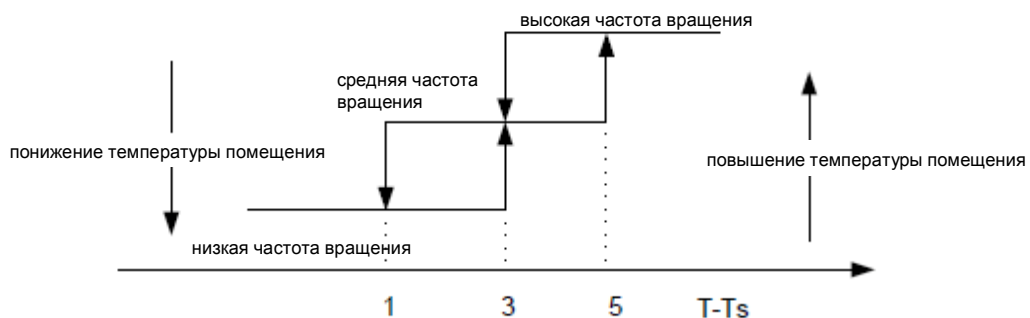 высокая частота вращения
средняя частота
вращения
понижение температуры помещения
повышение температуры помещения
низкая частота вращения
1 3 5 T-Ts